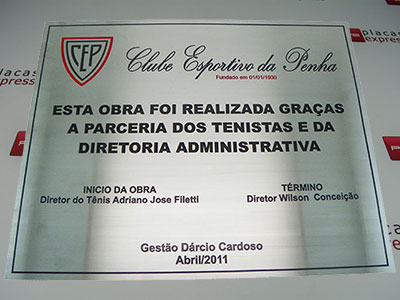 CEP
Clube Esportivo da Penha
Fundado em 01/01/1930
ESTA OBRA FOI REALIZADA GRAÇAS
A PARCERIA DOS TENISTAS E DA
DIRETORIA ADMINISTRATIVA
INICIO DA OBRA
Diretor do Tênis Adriano Jose Filetti
TÉRMINO
Diretor Wilson Conceição
Gestão Dárcio Cardoso
Abril/2011
placas
express
placas
express